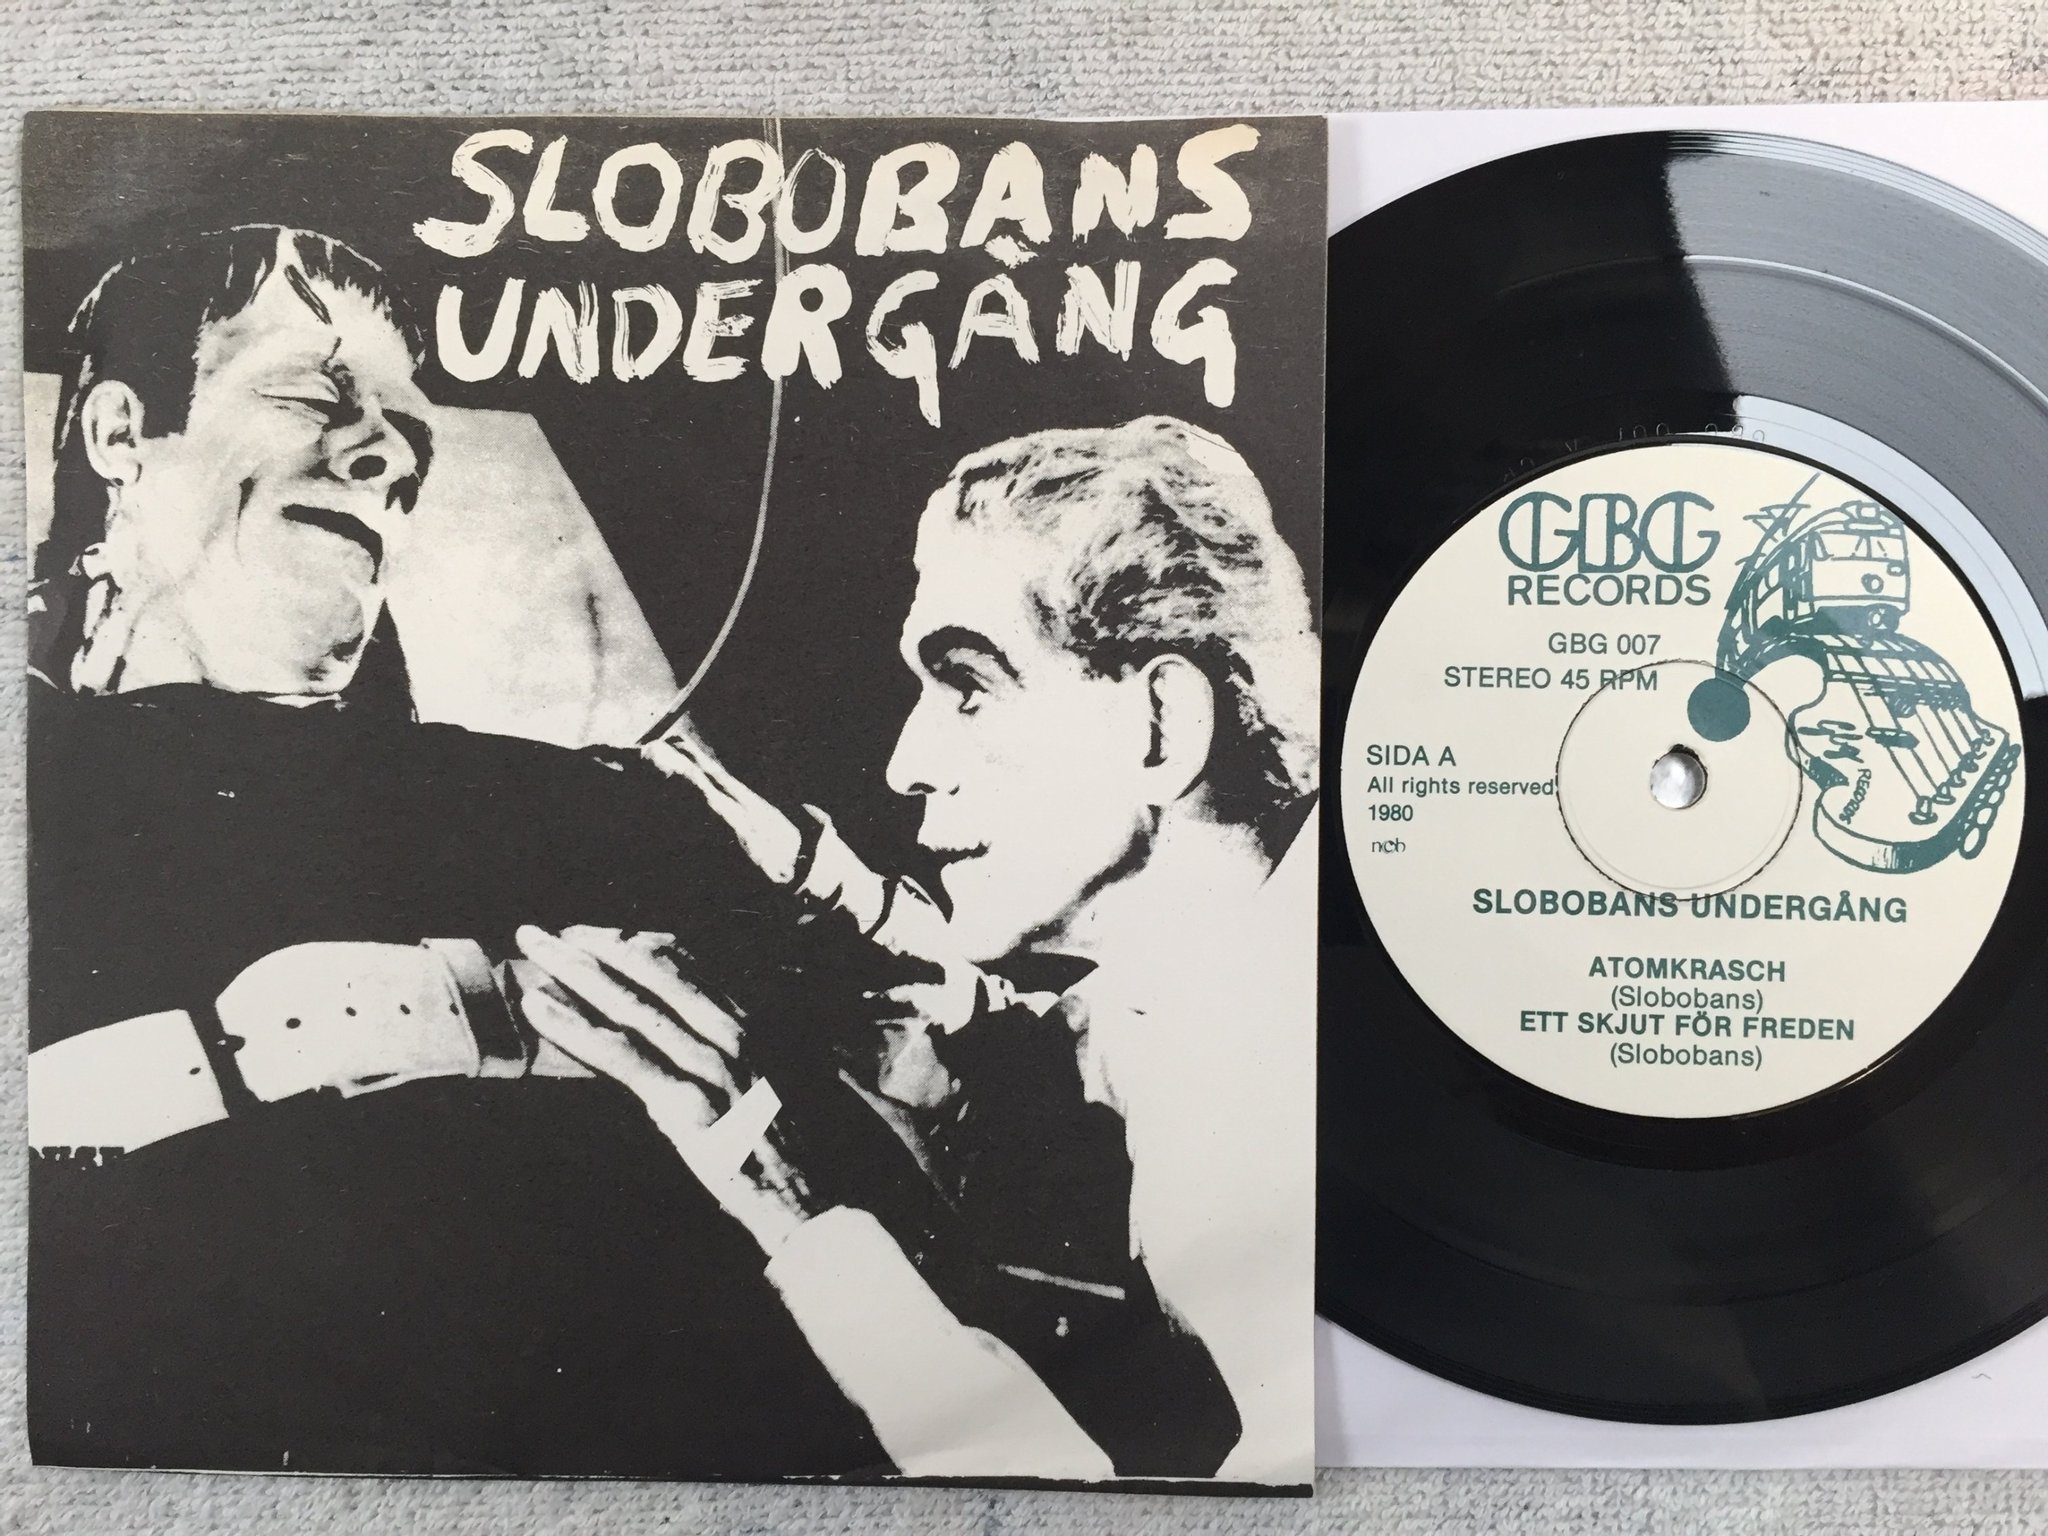 SLOBOBANS
UNDERGÅNG
GBG
RECORDS
GBG 007
STEREO 45 RPM
SIDA A
All rights reserved
1980
ncb
RECORDS
SLOBOBANS UNDERGÅNG
ATOMKRASCH
(Slobobans)
ETT SKJUT FÖR FREDEN
(Slobobans)